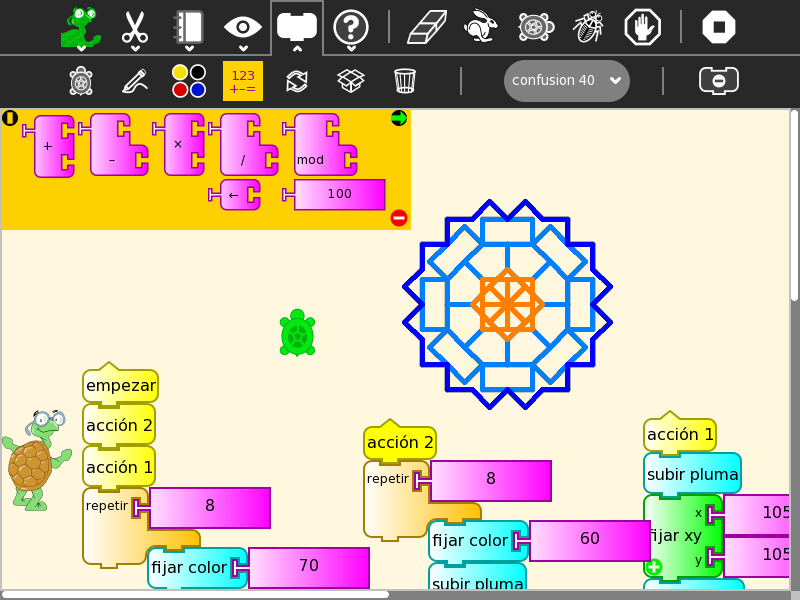 123
+-÷=
confusion 40
+
-
×
/
mod
←
100
empezar
acción 2
acción 1
repetir
8
fijar color
70
acción 2
repetir
8
fijar color
60
subir pluma
acción 1
subir pluma
fijar xy
x
105
y
105